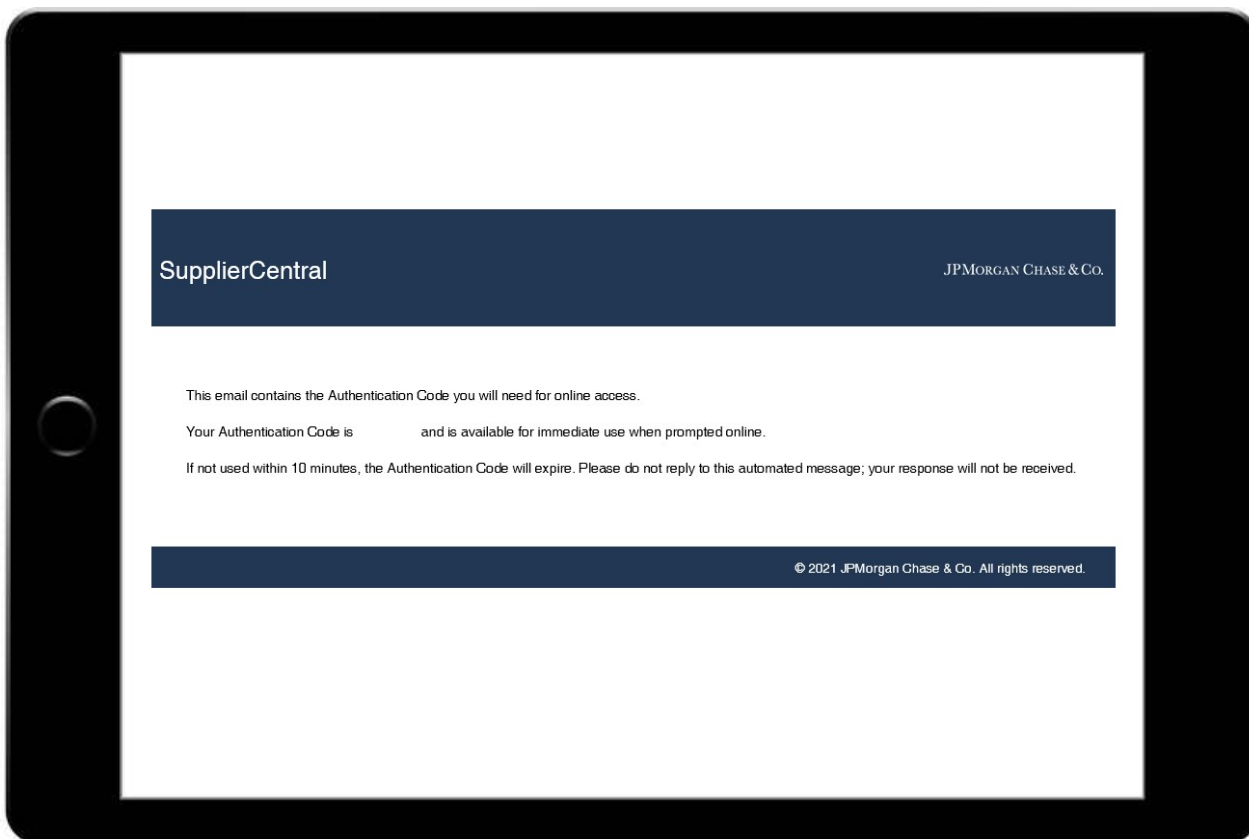 SupplierCentral
JPMORGAN CHASE & CO.
This email contains the Authentication Code you will need for online access.
Your Authentication Code is and is available for immediate use when prompted online.
If not used within 10 minutes, the Authentication Code will expire. Please do not reply to this automated message; your response will not be received.
© 2021 JPMorgan Chase & Co. All rights reserved.